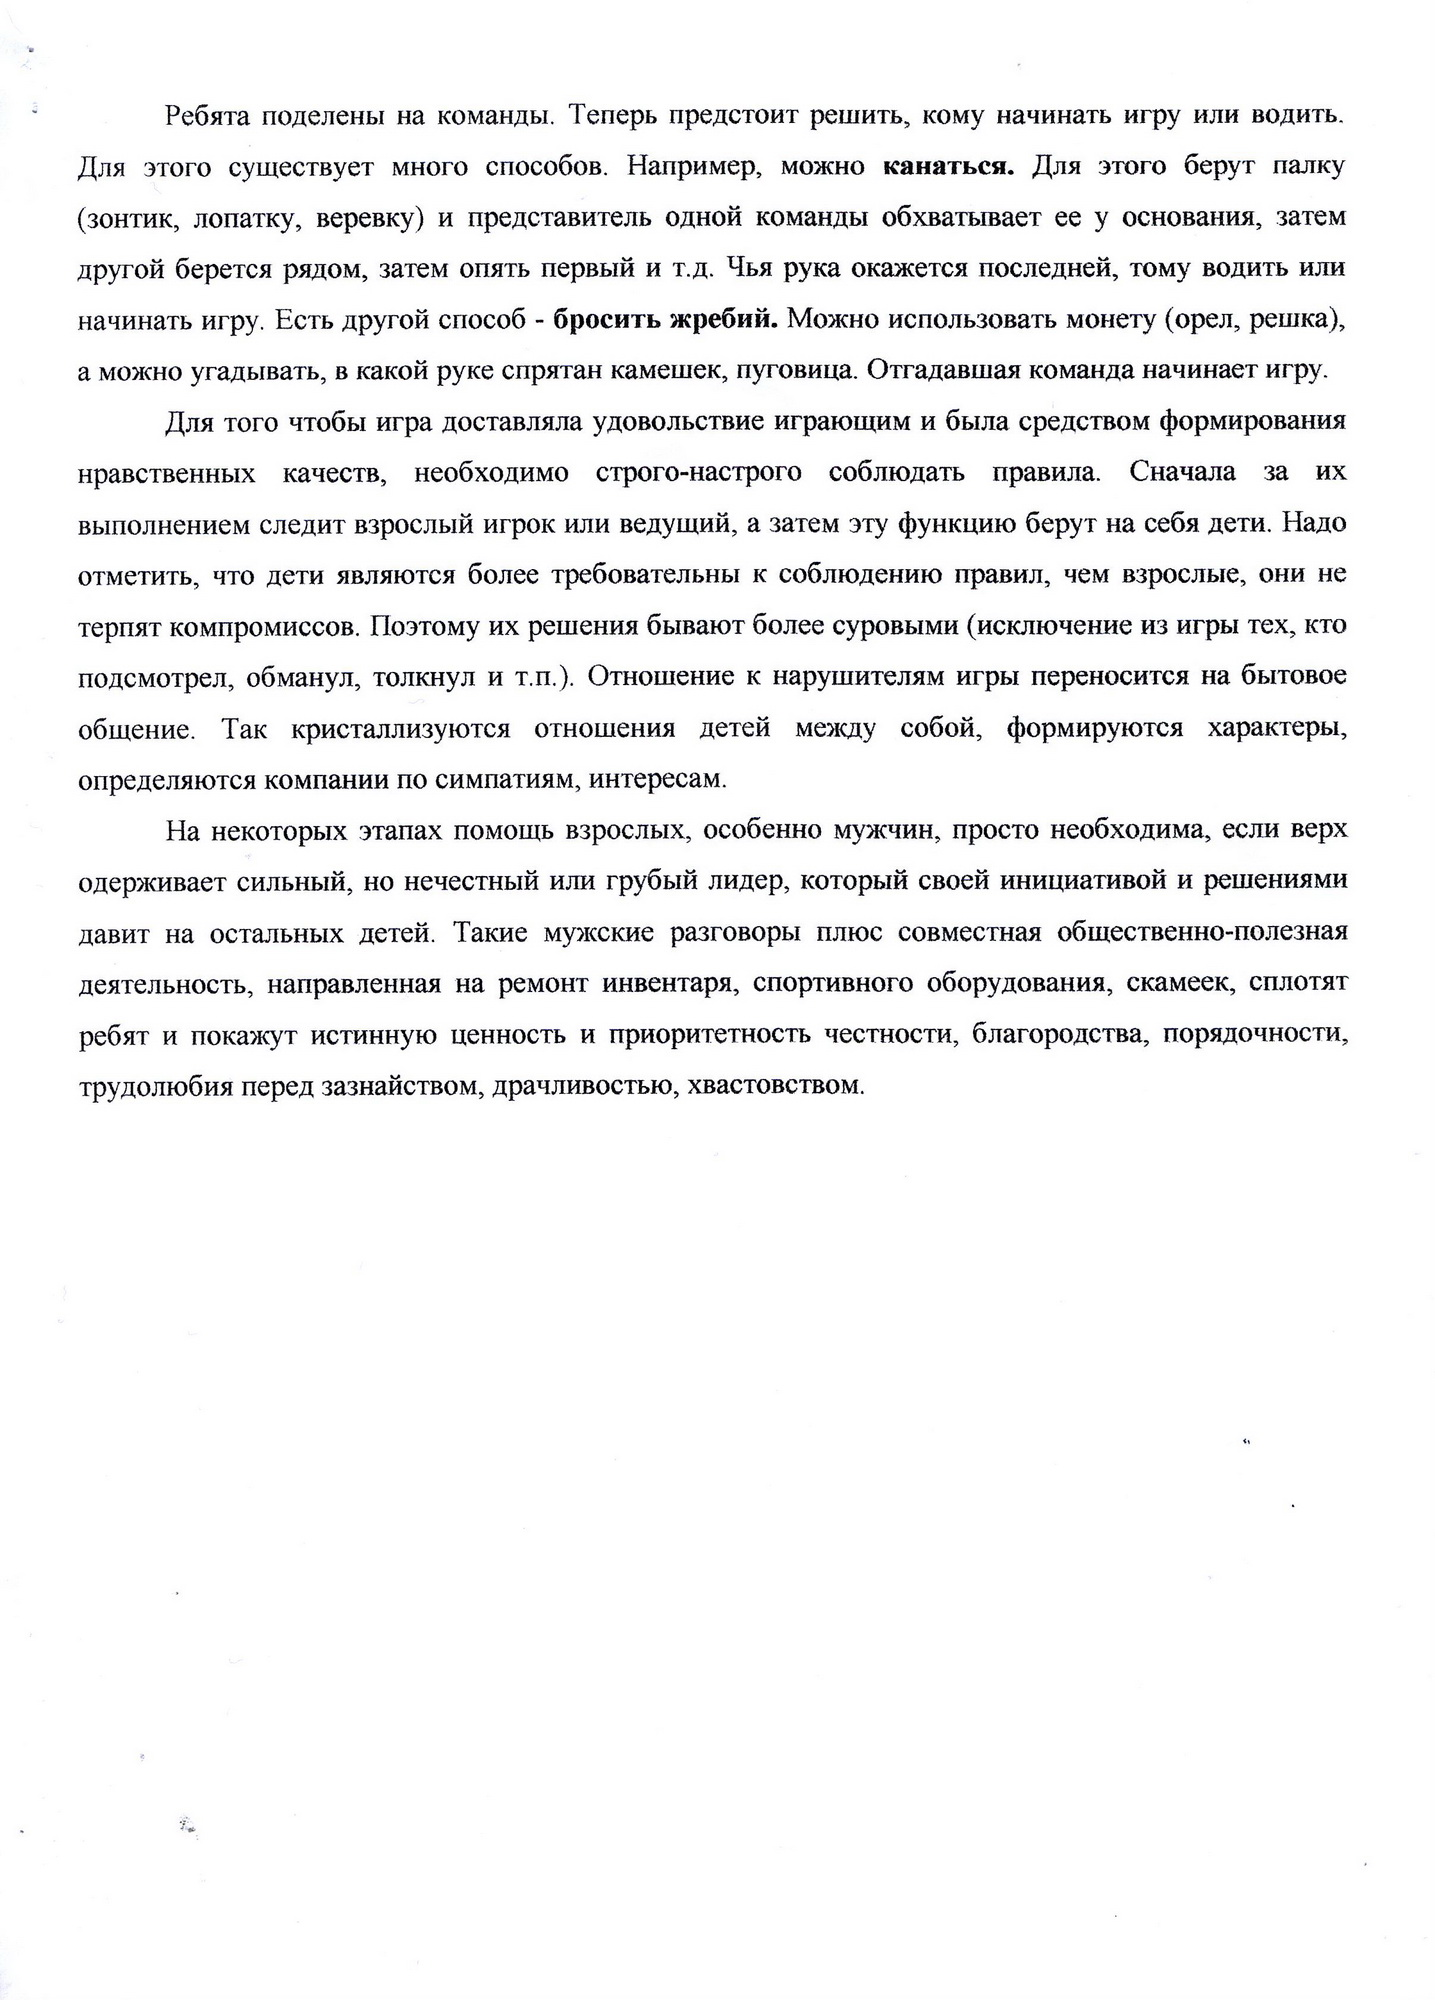 Ребята поделены на команды. Теперь предстоит решить, кому начинать игру или водить.
Для этого существует много способов. Например, можно канаться. Для этого берут палку
(зонтик, лопатку, веревку) и представитель одной команды обхватывает ее у основания, затем
другой берется рядом, затем опять первый и т.д. Чья рука окажется последней, тому водить или
начинать игру. Есть другой способ - бросить жребий. Можно использовать монету (орел, решка),
а можно угадывать, в какой руке спрятан камешек, пуговица. Отгадавшая команда начинает игру.
Для того чтобы игра доставляла удовольствие играющим и была средством формирования
нравственных качеств, необходимо строго-настрого соблюдать правила. Сначала за их
выполнением следит взрослый игрок или ведущий, а затем эту функцию берут на себя дети. Надо
отметить, что дети являются более требовательны к соблюдению правил, чем взрослые, они не
терпят компромиссов. Поэтому их решения бывают более суровыми (исключение из игры тех, кто
подсмотрел, обманул, толкнул и т.п.). Отношение к нарушителям игры переносится на бытовое
общение. Так кристаллизуются отношения детей между собой, формируются характеры,
определяются компании по симпатиям, интересам.
На некоторых этапах помощь взрослых, особенно мужчин, просто необходима, если верх
одерживает сильный, но нечестный или грубый лидер, который своей инициативой и решениями
давит на остальных детей. Такие мужские разговоры плюс совместная общественно-полезная
деятельность, направленная на ремонт инвентаря, спортивного оборудования, скамеек, сплотят
ребят и покажут истинную ценность и приоритетность честности, благородства, порядочности,
трудолюбия перед зазнайством, драчливостью, хвастовством.